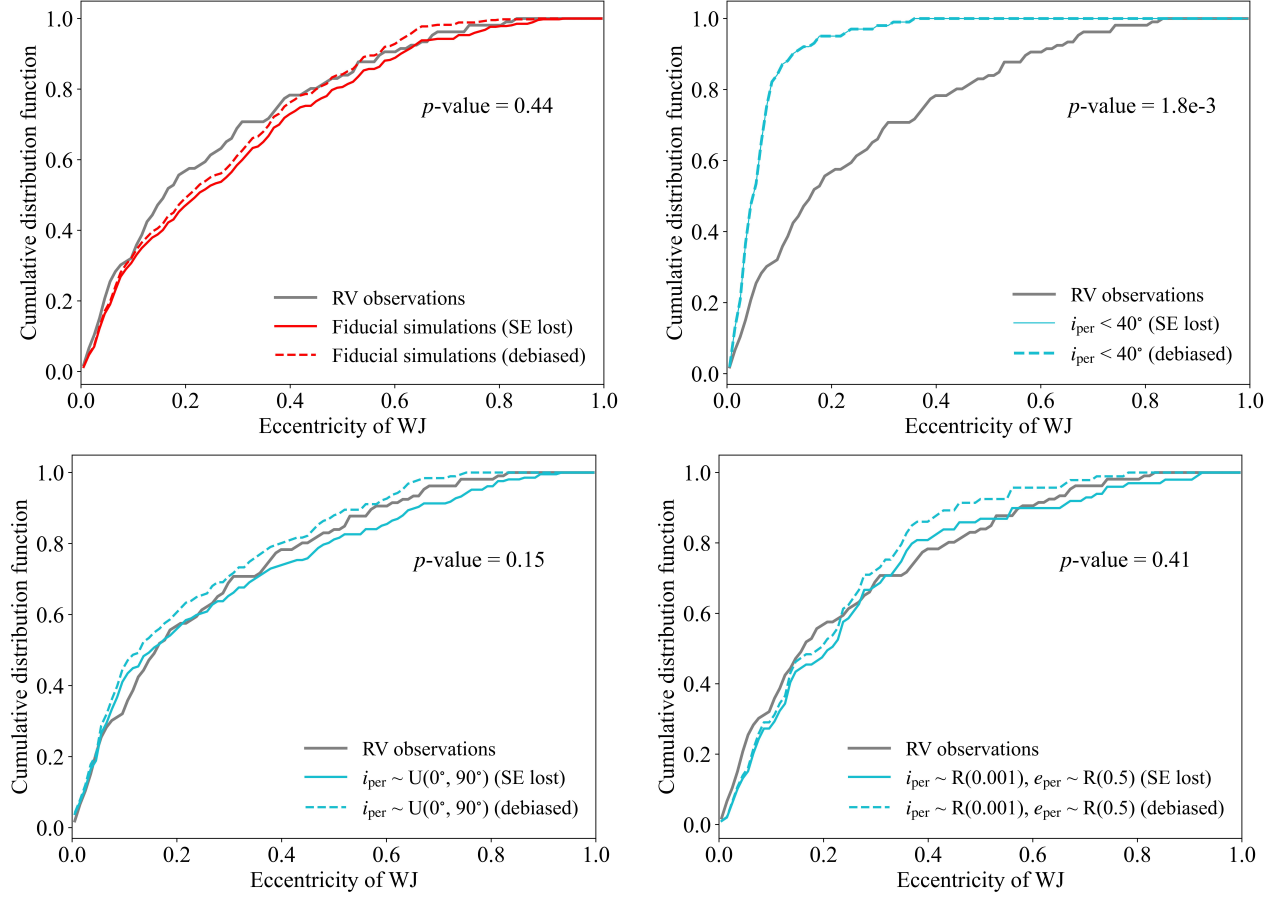 1.0
0.8
0.6
0.4
0.2
0.0
Cumulative distribution function
p-value = 0.44
RV observations
Fiducial simulations (SE lost)
Fiducial simulations (debiased)
0.0 0.2 0.4 0.6 0.8 1.0
Eccentricity of WJ
1.0
0.8
0.6
0.4
0.2
0.0
Cumulative distribution function
p-value = 1.8e-3
RV observations
iper < 40° (SE lost)
iper < 40° (debiased)
0.0 0.2 0.4 0.6 0.8 1.0
Eccentricity of WJ
1.0
0.8
0.6
0.4
0.2
0.0
Cumulative distribution function
p-value = 0.15
RV observations
iper ~ U(0°, 90°) (SE lost)
iper ~ U(0°, 90°) (debiased)
0.0 0.2 0.4 0.6 0.8 1.0
Eccentricity of WJ
1.0
0.8
0.6
0.4
0.2
0.0
Cumulative distribution function
p-value = 0.41
RV observations
iper ~ R(0.001), eper ~ R(0.5) (SE lost)
iper ~ R(0.001), eper ~ R(0.5) (debiased)
0.0 0.2 0.4 0.6 0.8 1.0
Eccentricity of WJ